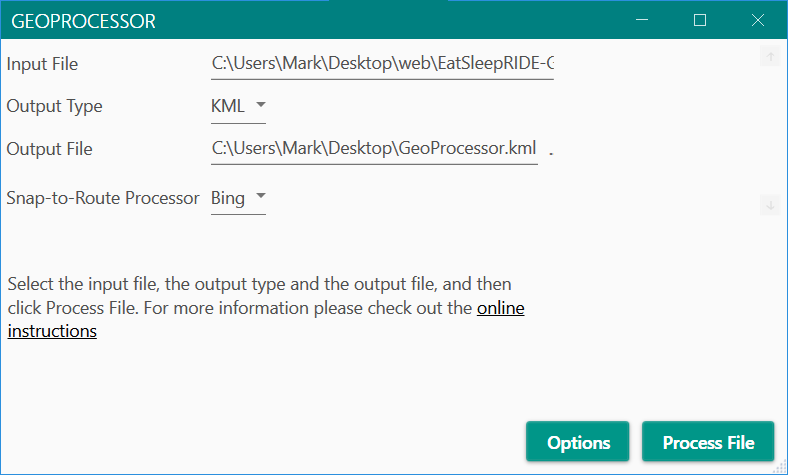 GEOPROCESSOR
Input File C:\Users\Mark\Desktop\web\EatSleepRIDE-G
Output Type KML
Output File C:\Users\Mark\Desktop\GeoProcessor.kml .
Snap-to-Route Processor Bing
Select the input file, the output type and the output file, and then
click Process File. For more information please check out the online
instructions
Options Process File